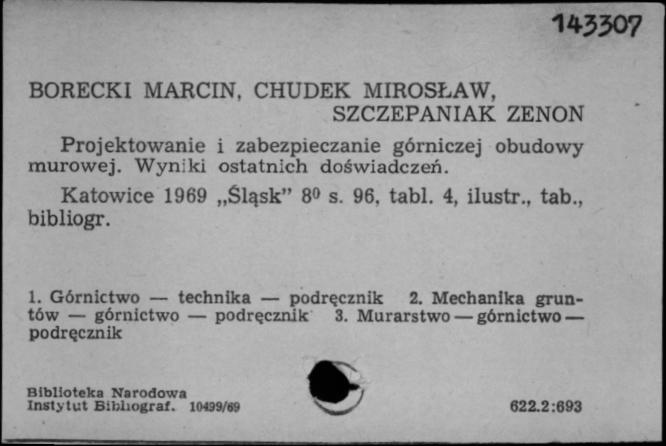 143307
BORECKI MARCIN, CHUDEK MIROSŁAW,
SZCZEPANIAK ZENON
Projektowanie i zabezpieczanie górniczej obudowy
murowej. Wyniki ostatnich doświadczeń.
Katowice 1969 „Śląsk” 8⁰ s. 96, tabl. 4, ilustr., tab.,
bibliogr.
1. Górnictwo — technika — podręcznik 2. Mechanika grun-
tów — górnictwo — podręcznik 3. Murarstwo — górnictwo —
podręcznik
Biblioteka Narodowa
Instytut Bibliograf. 10499/69
622.2:693